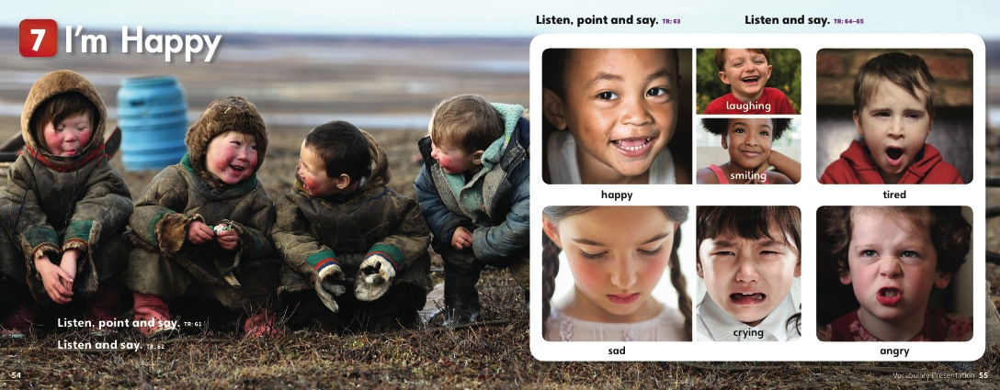 7 I'm Happy
Listen, point and say. TR: 61
Listen and say. TR: 62
54
Listen, point and say. TR: 63
Listen and say. TR: 64–65
laughing
smiling
happy
tired
crying
sad
angry
Vocabulary Presentation 55